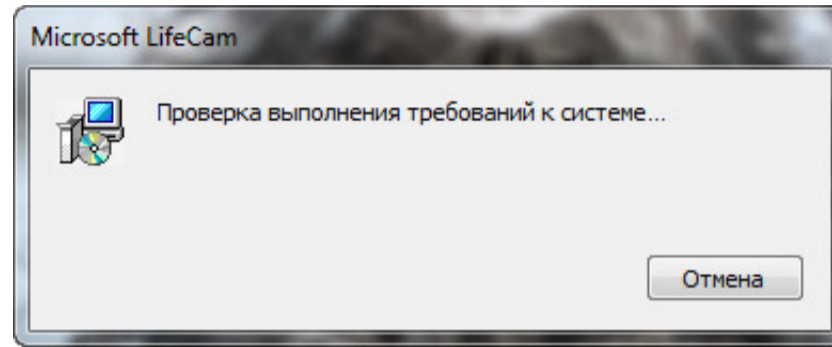 Microsoft LifeCam
Проверка выполнения требований к системе...
Отмена